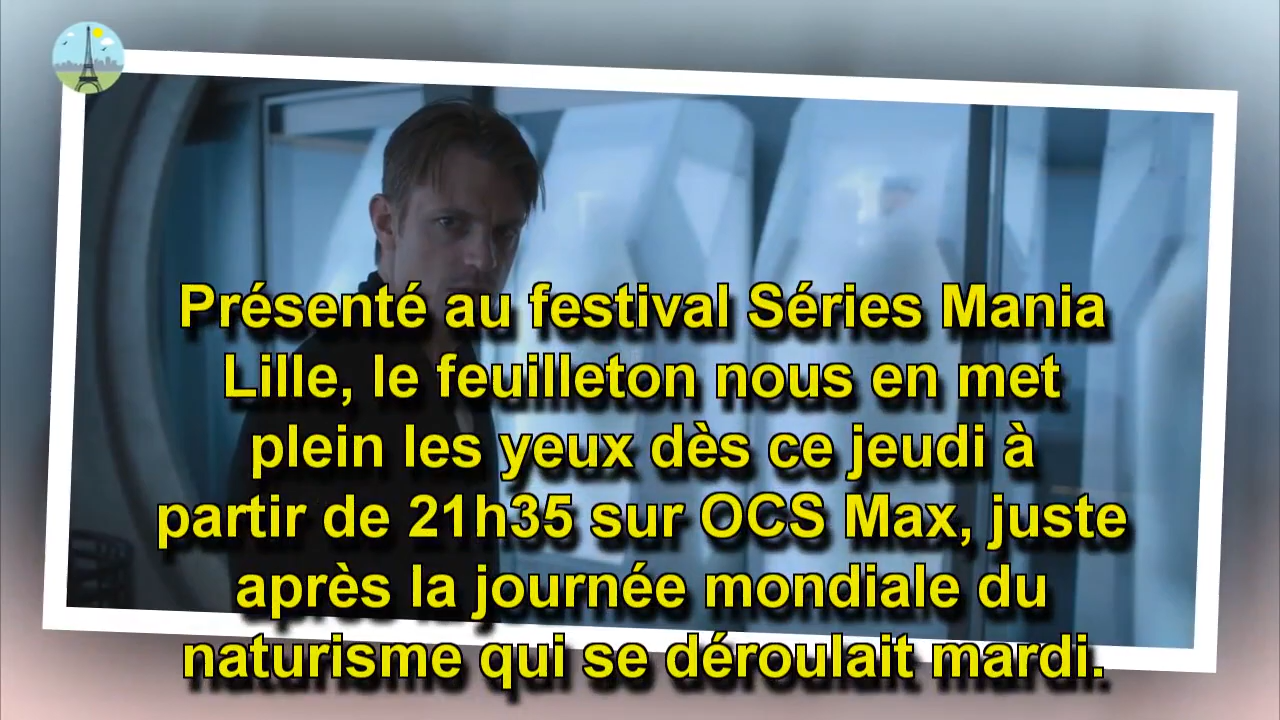 Présenté au festival Séries Mania
Lille, le feuilleton nous en met
plein les yeux dès ce jeudi à
partir de 21h35 sur OCS Max, juste
après la journée mondiale du
naturisme qui se déroulait mardi.